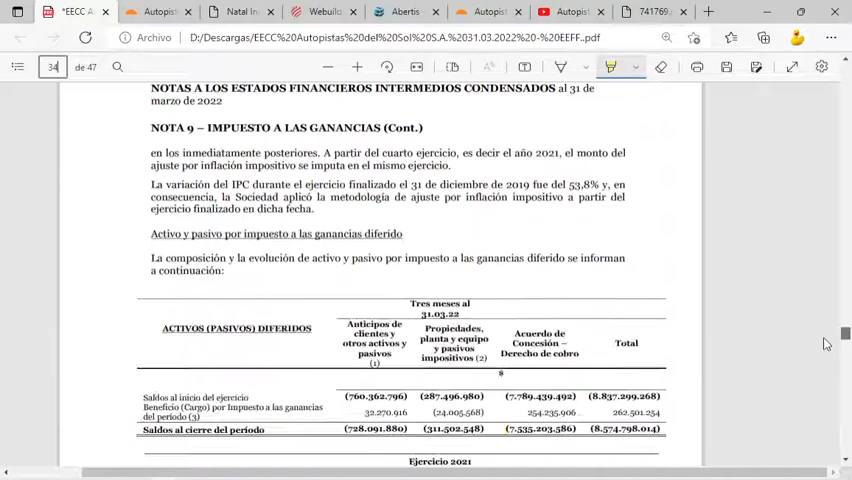 *EECC A
Autopist
Natal In
Webuilo
Abertis -
Autopist
Autopist
741769.
Archivo
D:/Descargas/EECC%20Autopistas%20del%20Sol%20S.A.%2031.03.2022%20-%20EEFF..pdf
34 de 47
NOTAS A LOS ESTADOS FINANCIEROS INTERMEDIOS CONDENSADOS al 31 de
marzo de 2022
NOTA 9 – IMPUESTO A LAS GANANCIAS (Cont.)
en los inmediatamente posteriores. A partir del cuarto ejercicio, es decir el año 2021, el monto del
ajuste por inflación impositivo se imputa en el mismo ejercicio.
La variación del IPC durante el ejercicio finalizado el 31 de diciembre de 2019 fue del 53,8% y, en
consecuencia, la Sociedad aplicó la metodología de ajuste por inflación impositivo a partir del
ejercicio finalizado en dicha fecha.
Activo y pasivo por impuesto a las ganancias diferido
La composición y la evolución de activo y pasivo por impuesto a las ganancias diferido se informan
a continuación:
Tres meses al
31.03.22
ACTIVOS (PASIVOS) DIFERIDOS
Anticipos de
clientes y
otros activos y
pasivos
(1)
Propiedades,
planta y equipo
y pasivos
impositivos (2)
Acuerdo de
Concesión –
Derecho de cobro
Total
$
Saldos al inicio del ejercicio (760.362.796) (287.496.980) (7.789.439.492) (8.837.299.268)
Beneficio (Cargo) por Impuesto a las ganancias
del período (3) 32.270.916 (24.005.568) 254.235.906 262.501.254
Saldos al cierre del período (728.091.880) (311.502.548) (7.535.203.586) (8.574.798.014)
Ejercicio 2021